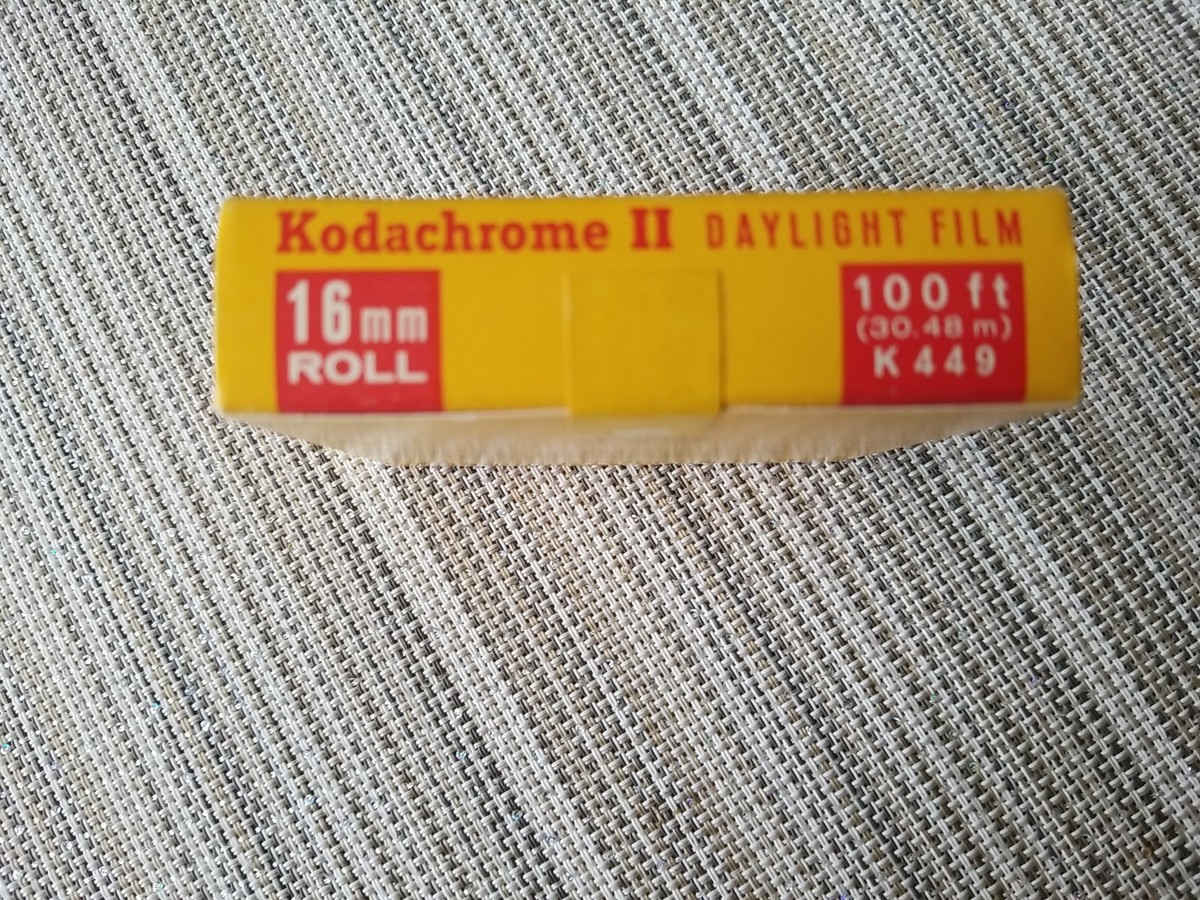 Kodachrome II DAYLIGHT FILM
16mm
ROLL
100 ft
(30.48 m)
K 449